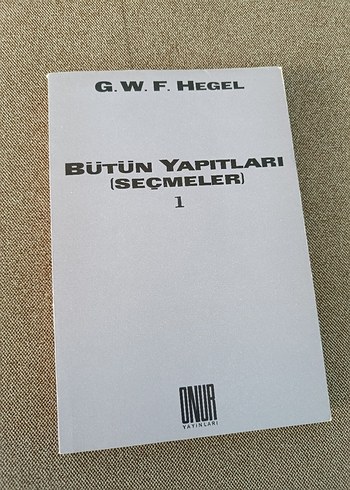 G. W. F. HEGEL
BÜTÜN YAPITLARI
(SEÇMELER)
1
ONUR
YAYINLARI